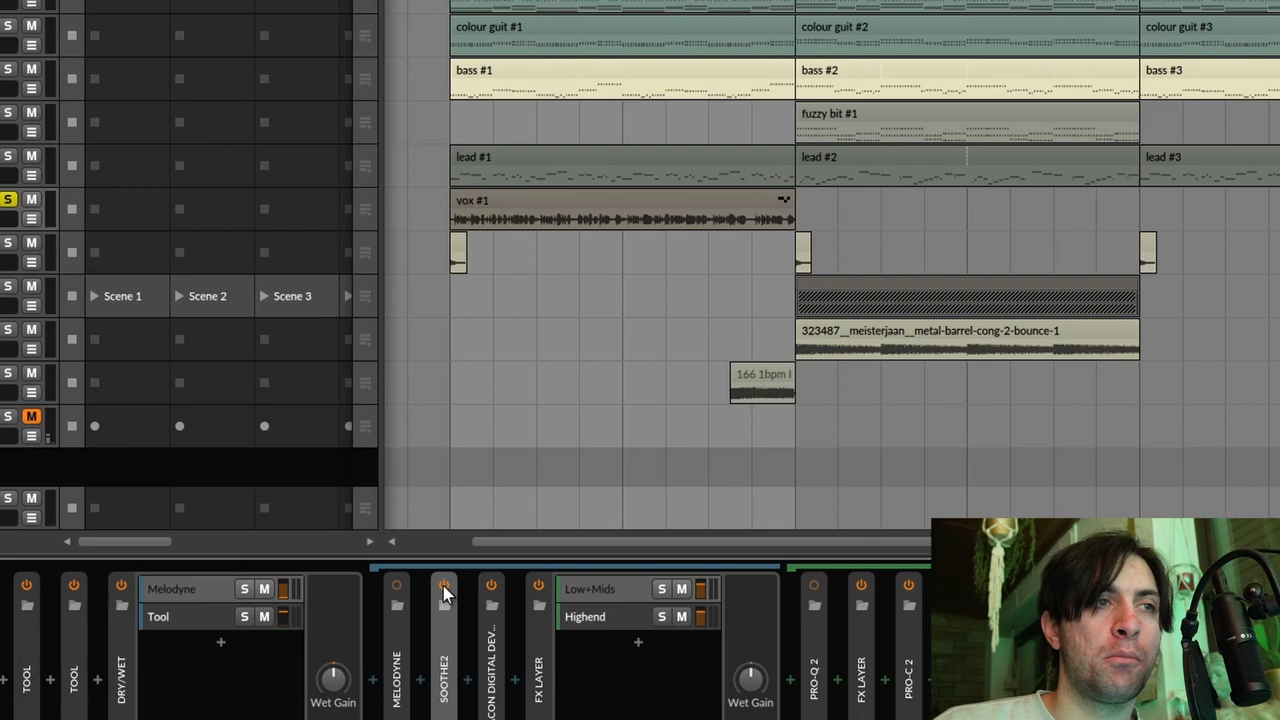 S M
colour guit #1 colour guit #2 colour guit #3
S M
bass #1 bass #2 bass #3
S M
fuzzy bit #1
S M
lead #1 lead #2 lead #3
S M
vox #1
S M
S M
Scene 1 Scene 2 Scene 3
S M
323487__meisterjaan__metal-barrel-cong-2-bounce-1
S M
166 1bpm
S M
S M
Melodyne S M
Low+Mids S M
Tool S M
Highend S M
TOOL
TOOL
DRY/WET
Wet Gain
MELODYNE
SOOTHE2
DIGITAL DEV...
FX LAYER
Wet Gain
PRO-Q 2
FX LAYER
PRO-C 2